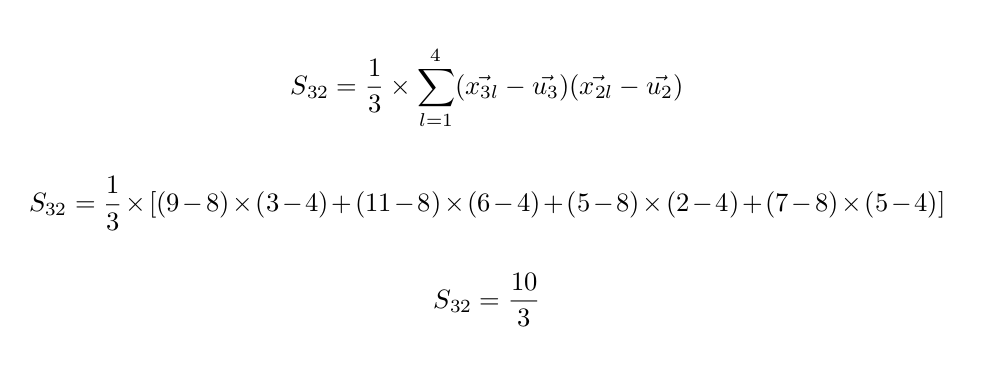 S_{32} = \frac{1}{3} \times \sum_{l=1}^{4} (\vec{x_{3l}} - \vec{u_3})(\vec{x_{2l}} - \vec{u_2})
S_{32} = \frac{1}{3} \times [(9-8) \times (3-4) + (11-8) \times (6-4) + (5-8) \times (2-4) + (7-8) \times (5-4)]
S_{32} = \frac{10}{3}